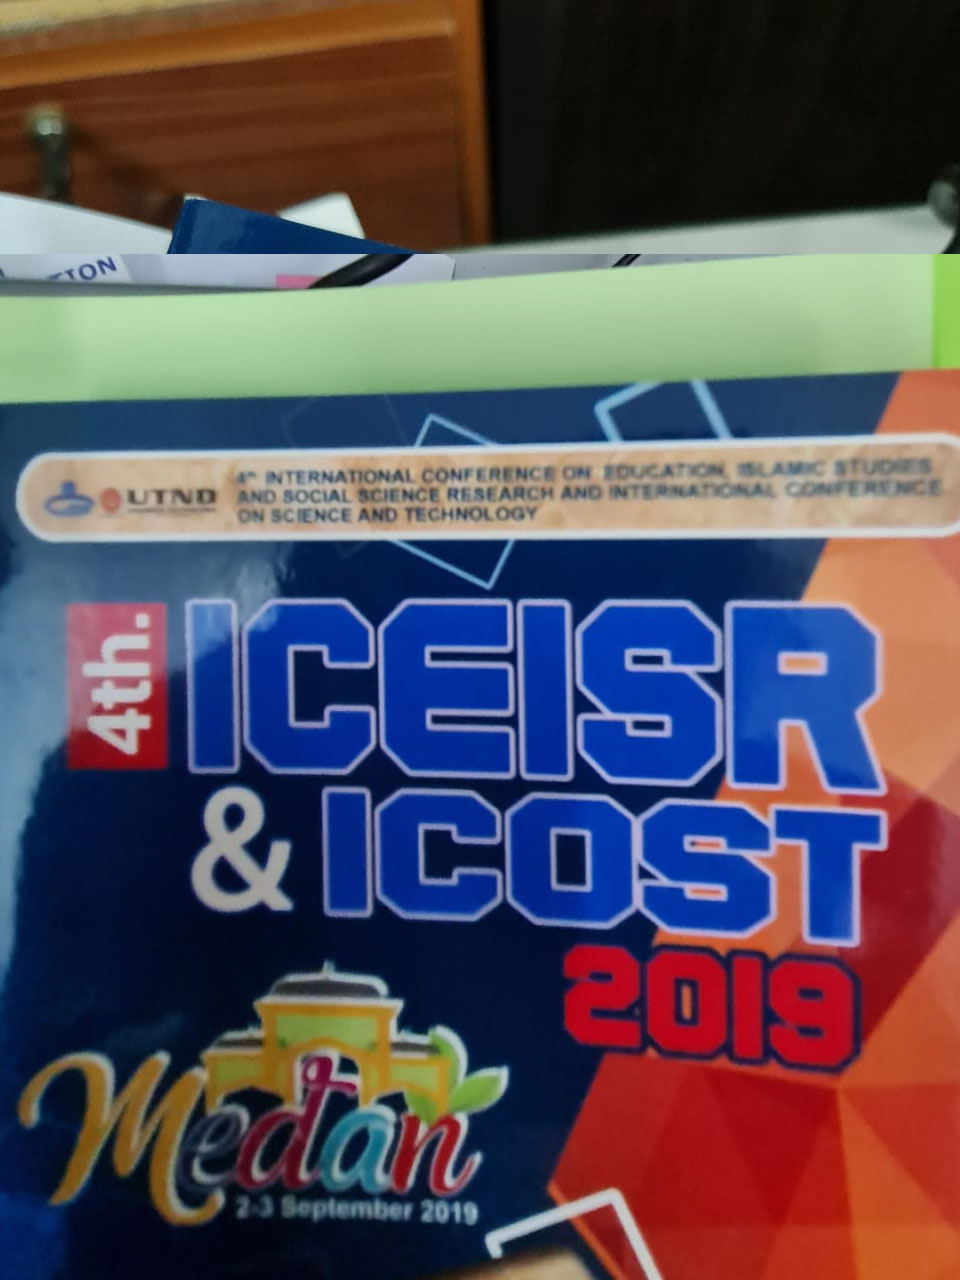 TION
UTND
4th INTERNATIONAL CONFERENCE ON EDUCATION, ISLAMIC STUDIES
AND SOCIAL SCIENCE RESEARCH AND INTERNATIONAL CONFERENCE
ON SCIENCE AND TECHNOLOGY
4th.
ICEISR
& ICOST
2019
Medan
2-3 September 2019